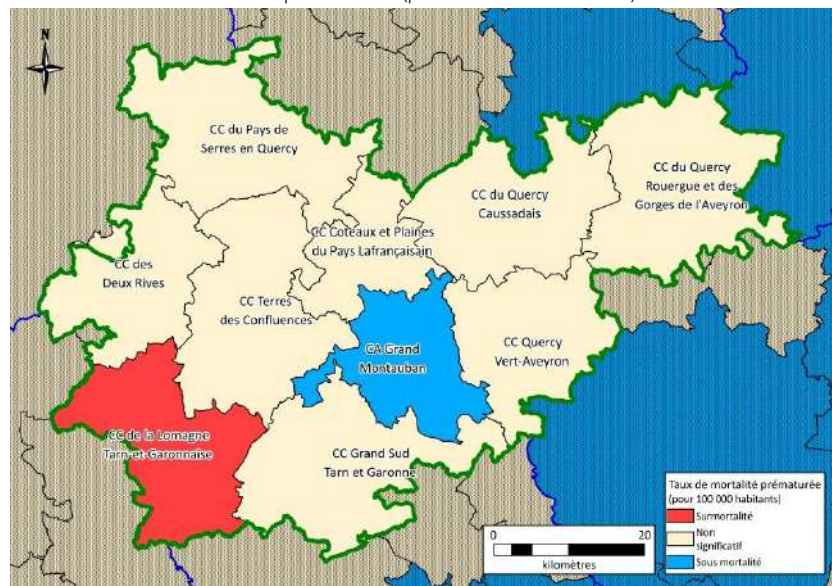 N
CC du Pays de
Serres en Quercy
CC du Quercy
Rouergue et des
Gorges de l'Aveyron
CC du Quercy
Caussadais
CC Coteaux et Plaines
du Pays Lafrançaisain
CC des
Deux Rives
CC Terres
des Confluences
CA Grand
Montauban
CC Quercy
Vert-Aveyron
CC de la Lomagne
Tarn et Garonnaise
CC Grand Sud
Tarn et Garonne
Taux de mortalité prématurée
(pour 100 000 habitants)
Surmortalité
Non
significatif
Sous mortalité
0 20
kilomètres